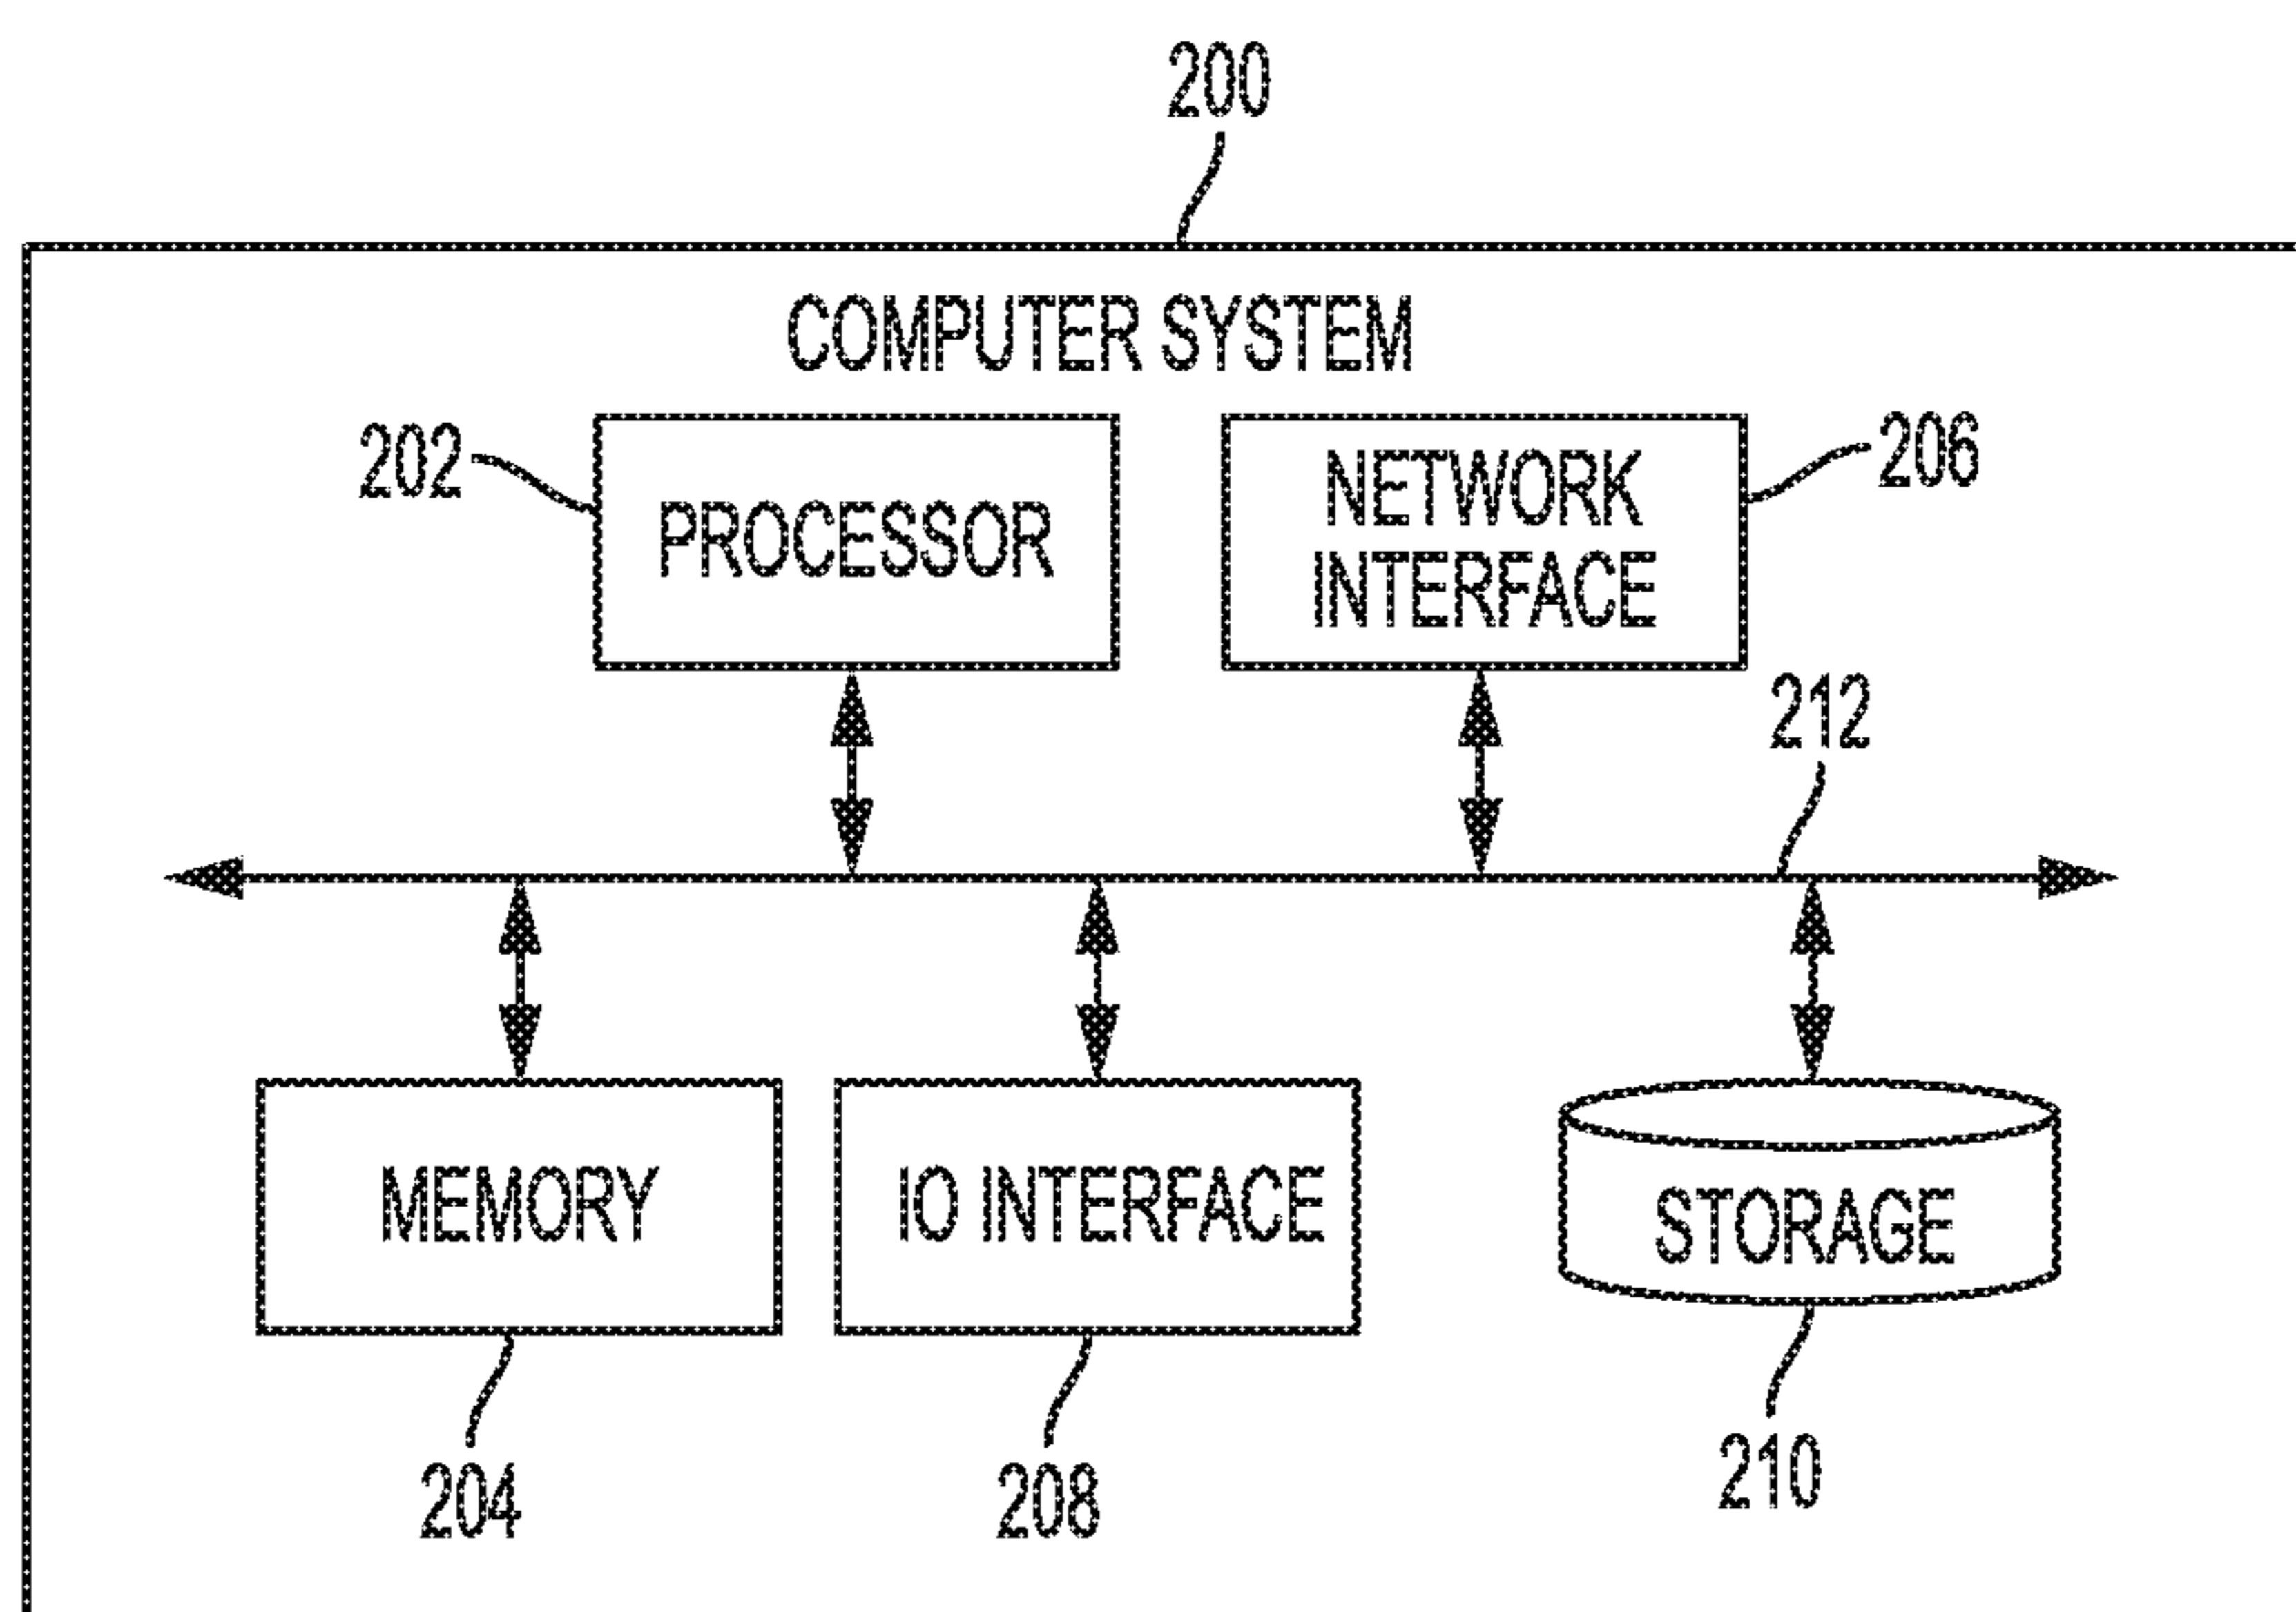 200
COMPUTER SYSTEM
202
PROCESSOR
NETWORK
INTERFACE
206
212
MEMORY
IO INTERFACE
STORAGE
204
208
210